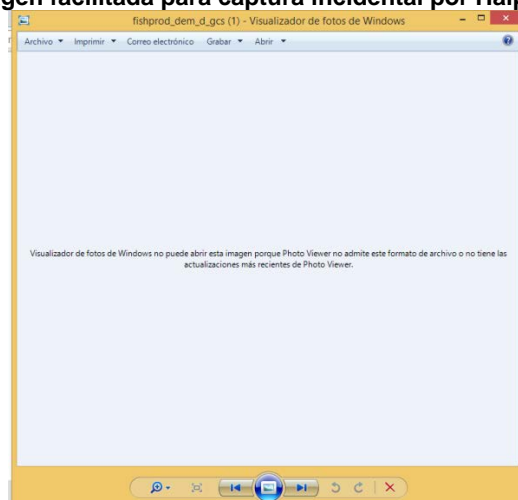 facilitada para captura incidental por
fishprod_dem_d_gcs (1) - Visualizador de fotos de Windows
Archivo Imprimir Correo electrónico Grabar Abrir
Visualizador de fotos de Windows no puede abrir esta imagen porque Photo Viewer no admite este formato de archivo o no tiene las
actualizaciones más recientes de Photo Viewer.